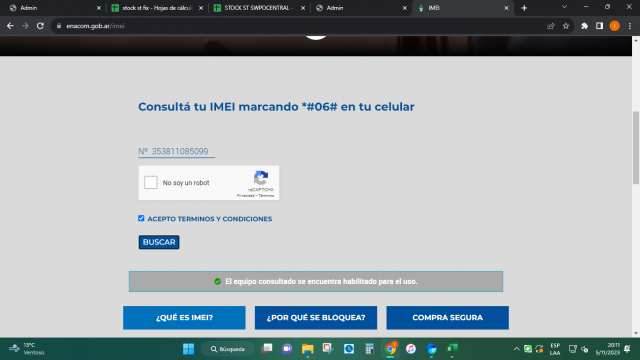 Admin
stock st fix - Hojas de cálcul
STOCK ST SWPOCENTRAL -
Admin
IMEI
enacom.gob.ar/imei
Consultá tu IMEI marcando *#06# en tu celular
Nº 353811085099
No soy un robot
reCAPTCHA
Privacidad - Términos
ACEPTO TERMINOS Y CONDICIONES
BUSCAR
El equipo consultado se encuentra habilitado para el uso.
¿QUÉ ES IMEI?
¿POR QUÉ SE BLOQUEA?
COMPRA SEGURA
13°C
Ventoso
Búsqueda
ESP
LAA
20:11
5/11/2023